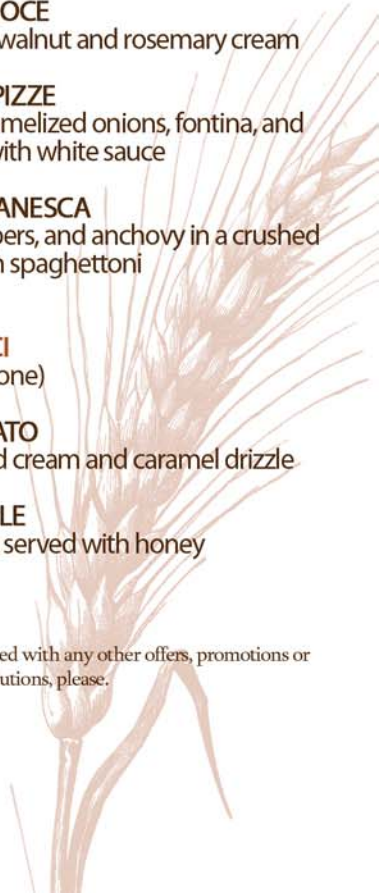 OCE
walnut and rosemary cream
PIZZE
melized onions, fontina, and
with white sauce
ANESCA
pers, and anchovy in a crushed
n spaghettoni
CI
one)
ATO
d cream and caramel drizzle
LE
served with honey
ed with any other offers, promotions or
utions, please.